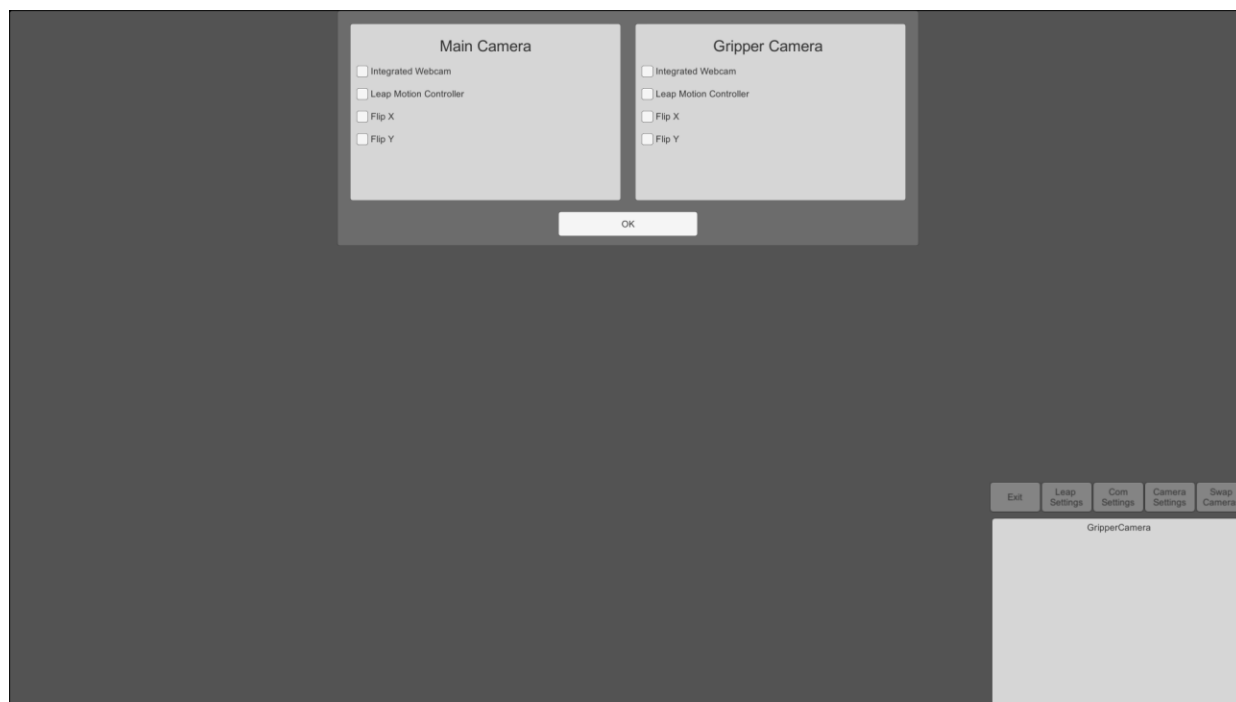 Main Camera
Integrated Webcam
Leap Motion Controller
Flip X
Flip Y
Gripper Camera
Integrated Webcam
Leap Motion Controller
Flip X
Flip Y
OK
Exit
Leap
Settings
Com
Settings
Camera
Settings
Swap
Camera
GripperCamera